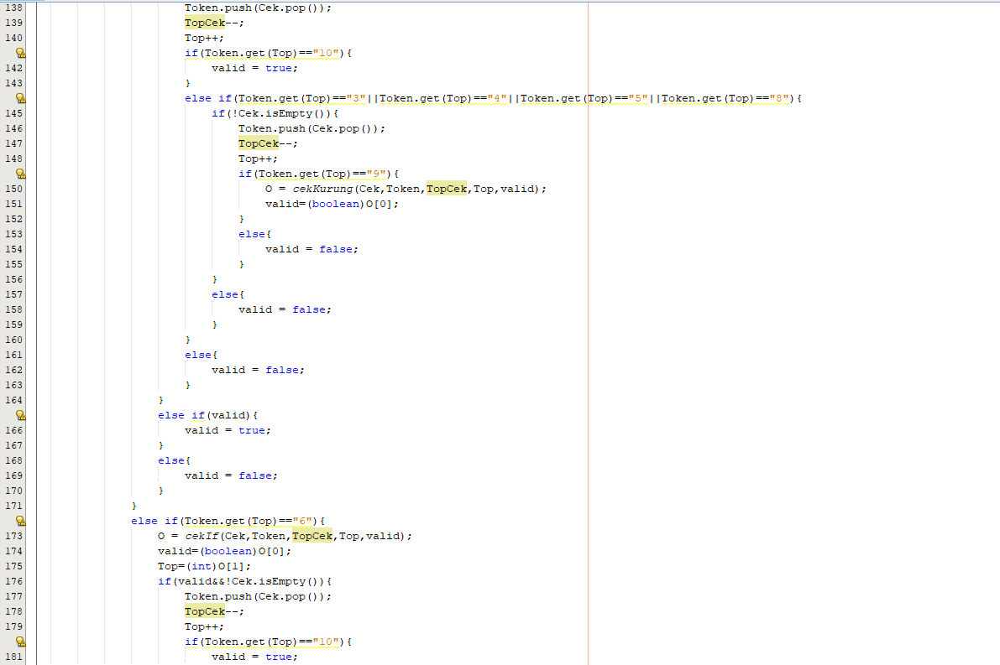 138 Token.push(Cek.pop());
139 TopCek--;
140 Top++;
if(Token.get(Top)=="10"){
142 valid = true;
143 }
else if(Token.get(Top)=="3"||Token.get(Top)=="4"||Token.get(Top)=="5"||Token.get(Top)=="8"){
145 if(!Cek.isEmpty()){
146 Token.push(Cek.pop());
147 TopCek--;
148 Top++;
if(Token.get(Top)=="9"){
150 O = cekKurung(Cek,Token,TopCek,Top,valid);
151 valid=(boolean)O[0];
152 }
153 else{
154 valid = false;
155 }
156 }
157 else{
158 valid = false;
159 }
160 }
161 else{
162 valid = false;
163 }
164 }
else if(valid){
166 valid = true;
167 }
168 else{
169 valid = false;
170 }
171 }
else if(Token.get(Top)=="6"){
173 O = cekIf(Cek,Token,TopCek,Top,valid);
174 valid=(boolean)O[0];
175 Top=(int)O[1];
176 if(valid&&!Cek.isEmpty()){
177 Token.push(Cek.pop());
178 TopCek--;
179 Top++;
if(Token.get(Top)=="10"){
181 valid = true;